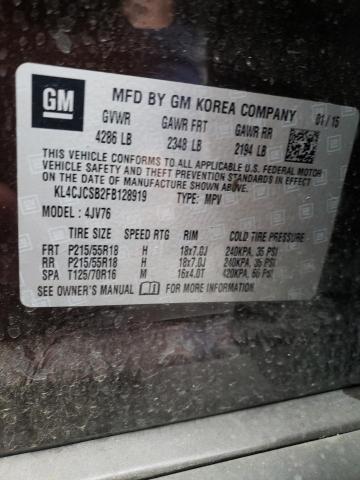 GM
MFD BY GM KOREA COMPANY 01/15
GVWR GAWR FRT GAWR RR
4286 LB 2348 LB 2194 LB
THIS VEHICLE CONFORMS TO ALL APPLICABLE U.S. FEDERAL MOTOR
VEHICLE SAFETY AND THEFT PREVENTION STANDARDS IN EFFECT
ON THE DATE OF MANUFACTURE SHOWN ABOVE.
KL4CJCSB2FB128919 TYPE: MPV
MODEL: 4JV76
TIRE SIZE SPEED RTG RIM COLD TIRE PRESSURE
FRT P215/55R18 H 18x7.0J 240KPA, 35 PSI
RR P215/55R18 H 18x7.0J 240KPA, 35 PSI
SPA T125/70R16 M 16x4.0T 420KPA, 60 PSI
SEE OWNER'S MANUAL FOR MORE INFORMATION